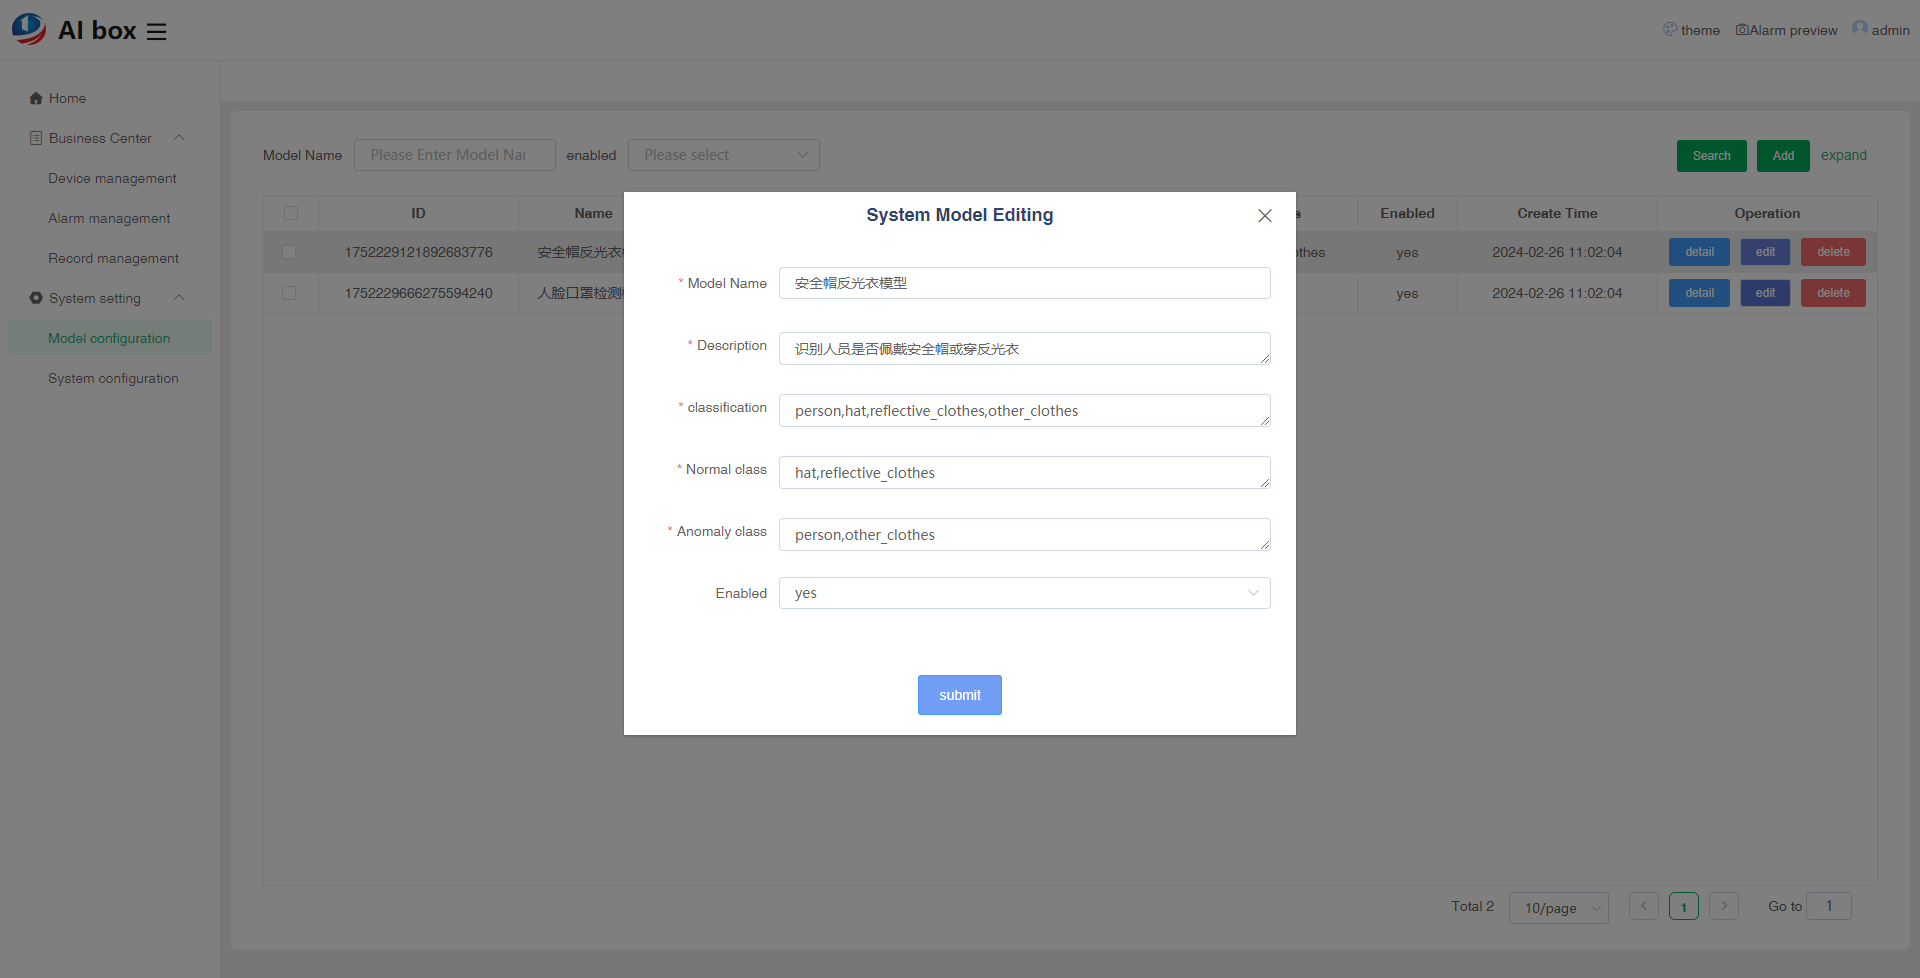 AI box
theme Alarm preview admin
Home
Business Center
Device management
Alarm management
Record management
System setting
Model configuration
System configuration
Model Name Please Enter Model Nar enabled Please select Search Add expand
ID Name s Enabled Create Time Operation
1752229121892683776 安全帽反光衣 othes yes 2024-02-26 11:02:04 detail edit delete
1752229666275594240 人脸口罩检测 yes 2024-02-26 11:02:04 detail edit delete
System Model Editing
* Model Name 安全帽反光衣模型
* Description 识别人员是否佩戴安全帽或穿反光衣
* classification person,hat,reflective_clothes,other_clothes
* Normal class hat,reflective_clothes
* Anomaly class person,other_clothes
Enabled yes
submit
Total 2 10/page 1 Go to 1